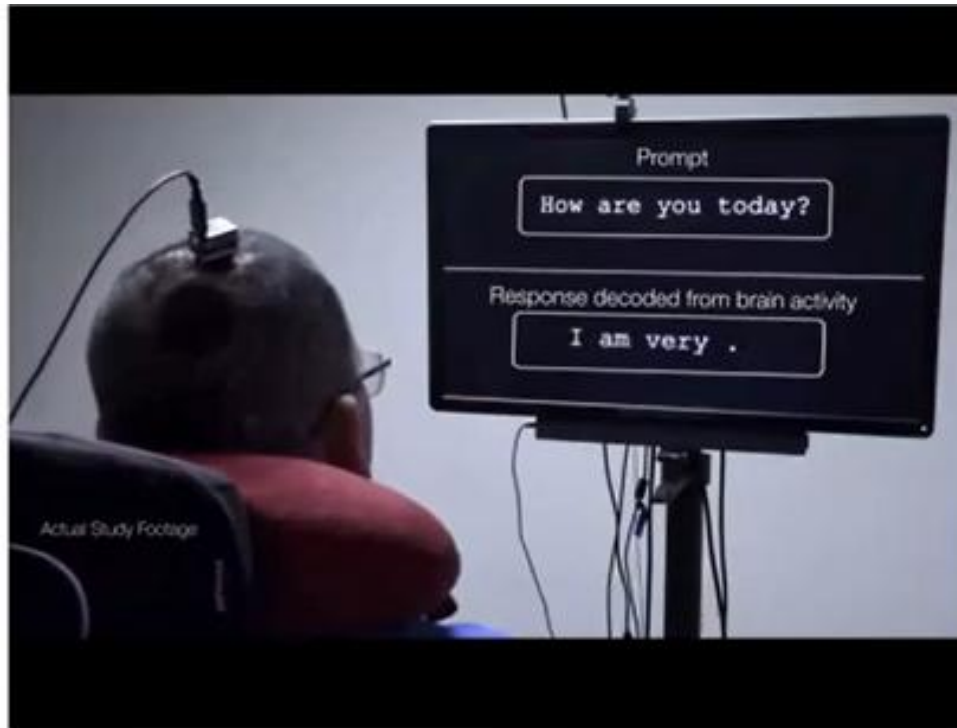 Prompt
How are you today?
Response decoded from brain activity
I am very .
Actual Study Footage